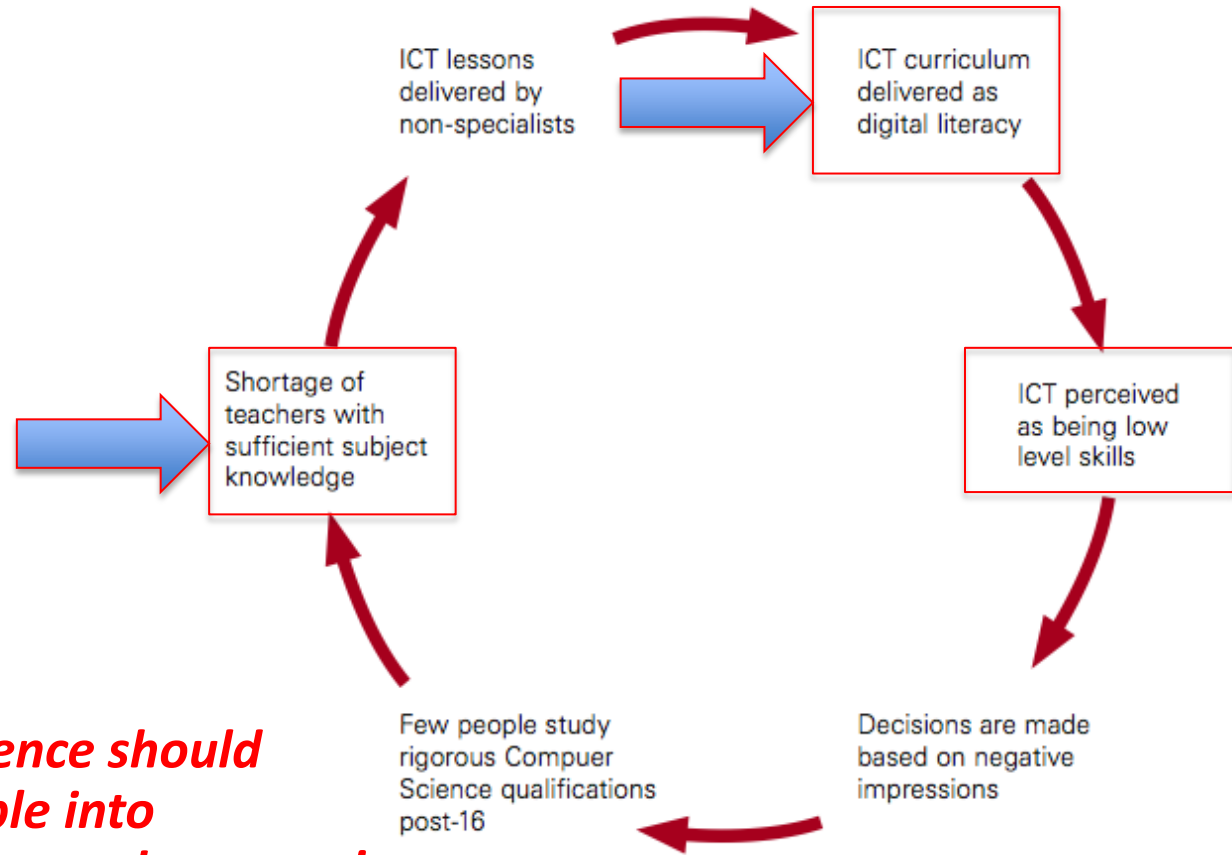 ICT lessons
delivered by
non-specialists
ICT curriculum
delivered as
digital literacy
ICT perceived
as being low
level skills
Decisions are made
based on negative
impressions
Few people study
rigorous Compuer
Science qualifications
post-16
Shortage of
teachers with
sufficient subject
knowledge
ence should
ple into